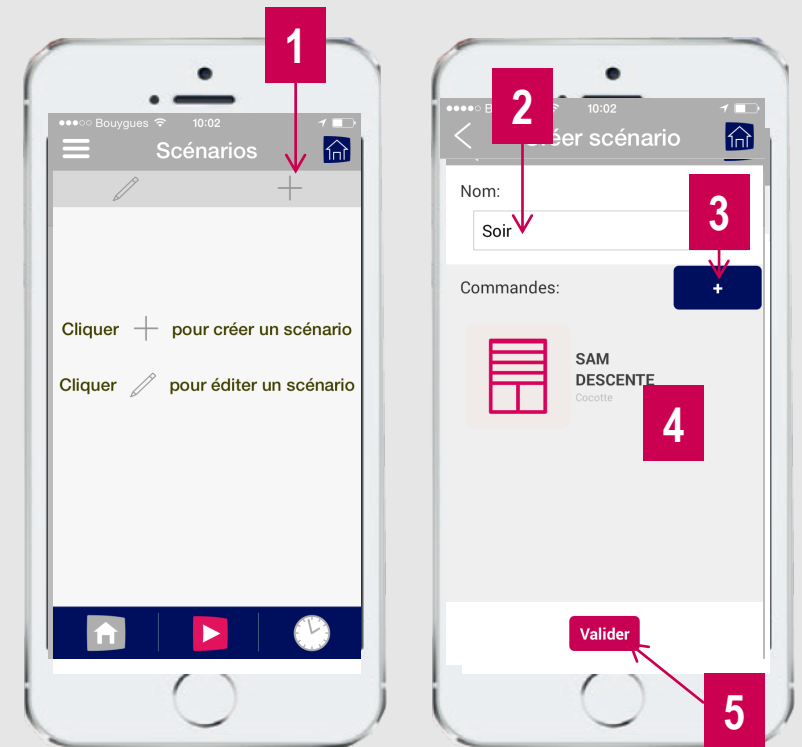 1
Bouygues 10:02
Scénarios
Cliquer + pour créer un scénario
Cliquer pour éditer un scénario
2
10:02
éer scénario
Nom:
Soir
3
Commandes:
+
SAM
DESCENTE
Cocotte
4
Valider
5